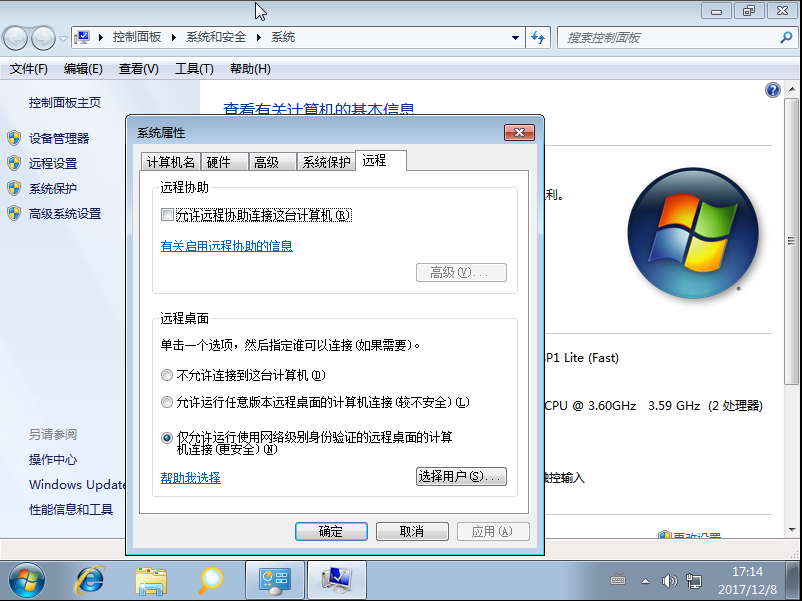 控制面板 系统和安全 系统 搜索控制面板
文件(F) 编辑(E) 查看(V) 工具(T) 帮助(H)
控制面板主页
设备管理器
远程设置
系统保护
高级系统设置
另请参阅
操作中心
Windows Update
性能信息和工具
查看有关计算机的基本信息
利。
P1 Lite (Fast)
CPU @ 3.60GHz 3.59 GHz (2 处理器)
控输入
更改设置
系统属性
计算机名 硬件 高级 系统保护 远程
远程协助
允许远程协助连接这台计算机(R)
有关启用远程协助的信息
高级(V)...
远程桌面
单击一个选项，然后指定谁可以连接(如果需要)。
不允许连接到这台计算机(D)
允许运行任意版本远程桌面的计算机连接(较不安全)(L)
仅允许运行使用网络级别身份验证的远程桌面的计算
机连接(更安全)(N)
帮助我选择
选择用户(S)...
确定 取消 应用(A)
17:14
2017/12/8